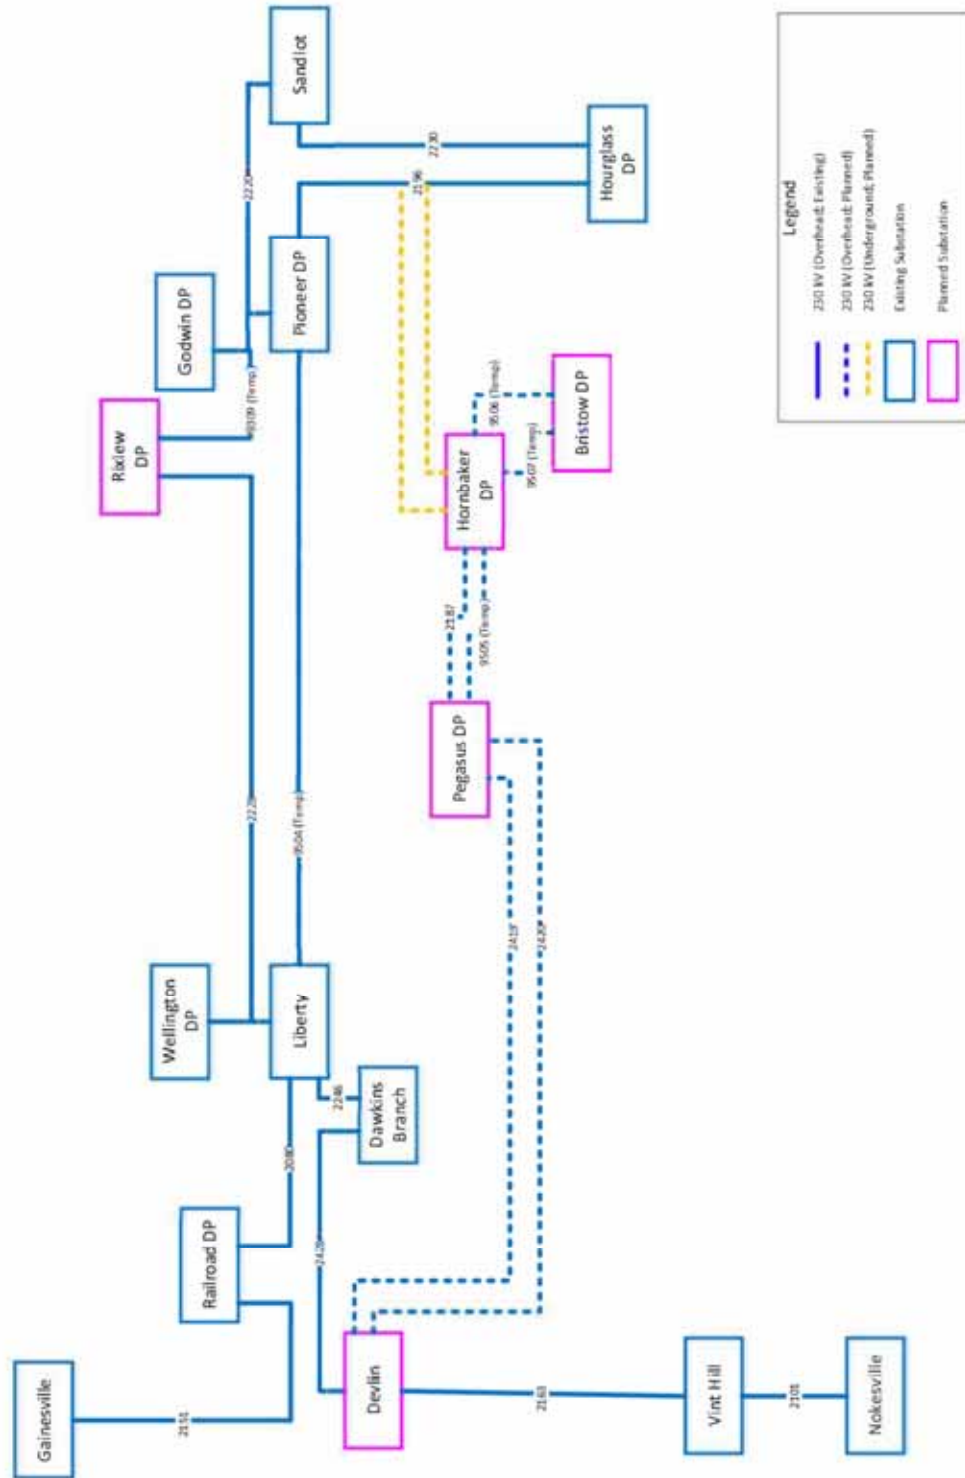 Gainesville
Rixlew
DP
Wellington
DP
Godwin DP
Railroad DP
2151
2220
9309 (Temp)
Liberty
Pioneer DP
Sandlot
2080
9504 (Temp)
2246
Dawkins
Branch
2428
Devlin
2196
2230
Pegasus DP
2187
9505 (Temp)
Hornbaker
DP
9506 (Temp)
9507 (Temp)
Bristow DP
Hourglass
DP
2419
2420
2163
Vint Hill
2101
Nokesville
Legend
230 kV (Overhead; Existing)
230 kV (Overhead; Planned)
230 kV (Underground; Planned)
Existing Substation
Planned Substation